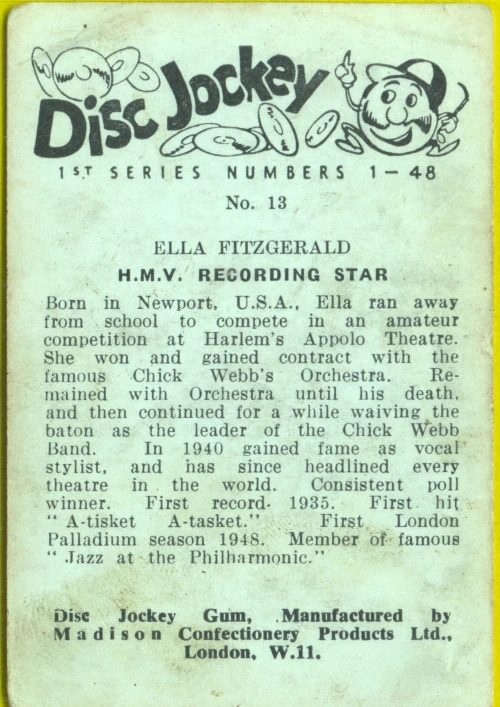 Disc Jockey
1ST SERIES NUMBERS 1-48
No. 13
ELLA FITZGERALD
H.M.V. RECORDING STAR
Born in Newport, U.S.A., Ella ran away
from school to compete in an amateur
competition at Harlem's Appolo Theatre.
She won and gained contract with the
famous Chick Webb's Orchestra. Re-
mained with Orchestra until his death,
and then continued for a while waiving the
baton as the leader of the Chick Webb
Band. In 1940 gained fame as vocal
stylist, and has since headlined every
theatre in the world. Consistent poll
winner. First record 1935. First hit
" A-tisket A-tasket." First London
Palladium season 1948. Member of famous
" Jazz at the Philharmonic."
Disc Jockey Gum, Manufactured by
Madison Confectionery Products Ltd.,
London, W.11.